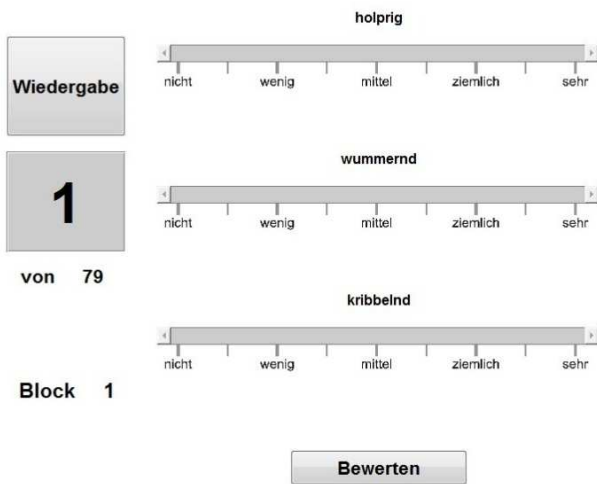 holprig
Wiedergabe
nicht wenig mittel ziemlich sehr
1
von 79
wummernd
nicht wenig mittel ziemlich sehr
kribbelnd
nicht wenig mittel ziemlich sehr
Block 1
Bewerten